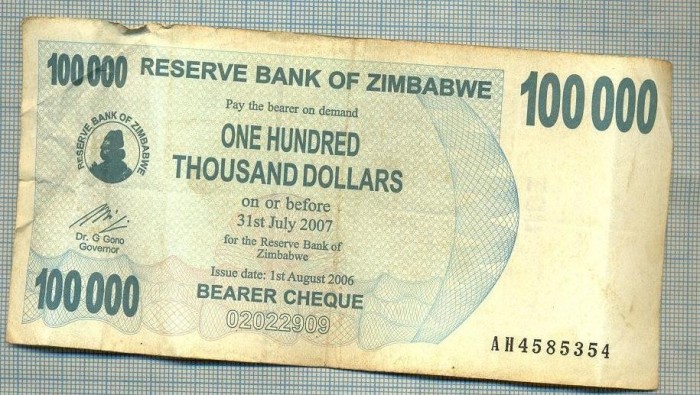 100 000 RESERVE BANK OF ZIMBABWE 100 000
Pay the bearer on demand
RESERVE BANK OF ZIMBABWE
ONE HUNDRED
THOUSAND DOLLARS
on or before
31st July 2007
Dr. G Gono
Governor
for the Reserve Bank of
Zimbabwe
Issue date: 1st August 2006
100 000 BEARER CHEQUE
02022909
AH4585354